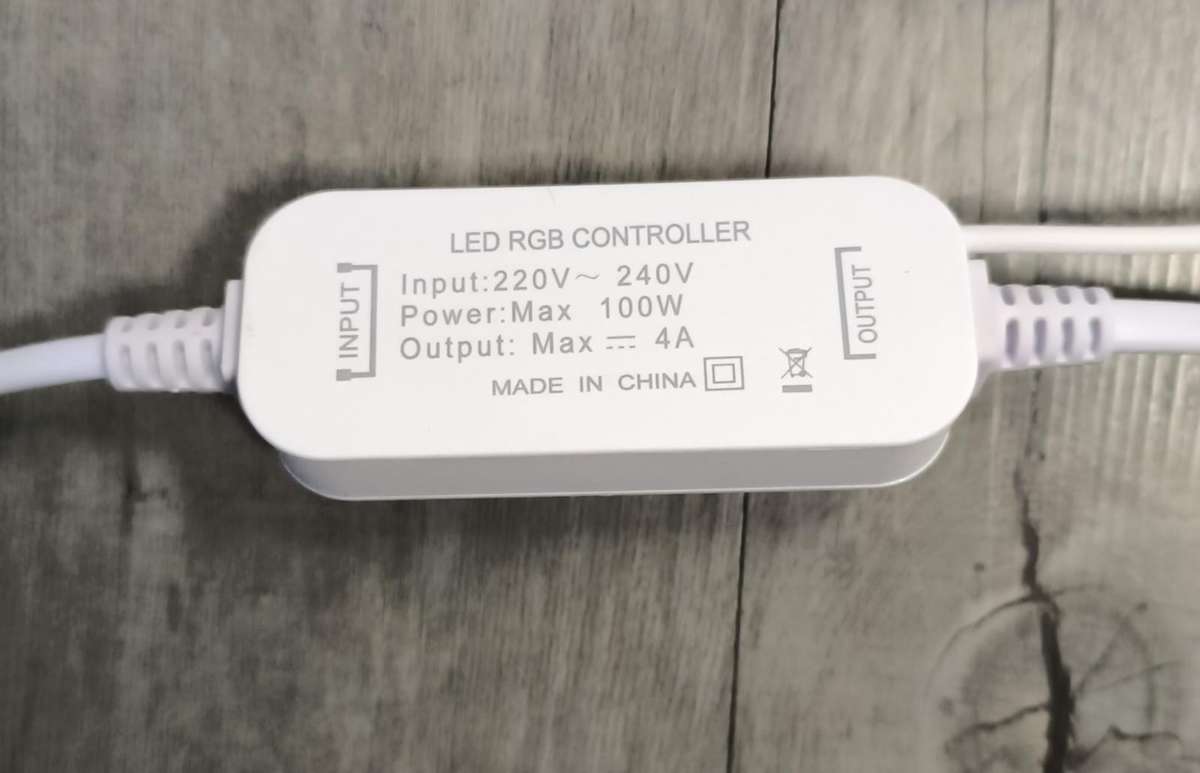 LED RGB CONTROLLER
INPUT
Input:220V~ 240V
Power:Max 100W
Output: Max ⎓ 4A
MADE IN CHINA
OUTPUT